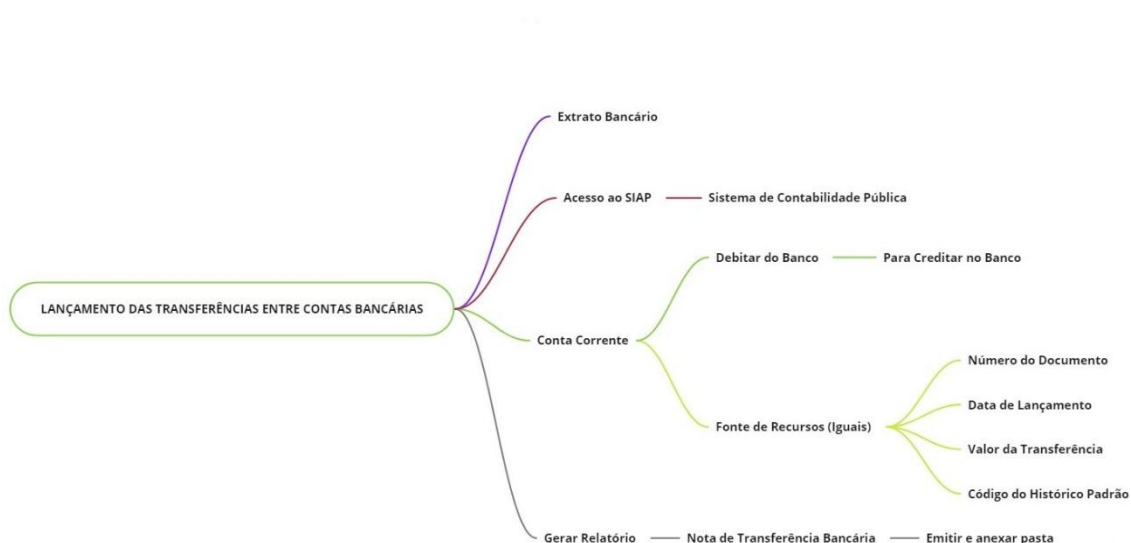 Extrato Bancário
Acesso ao SIAP
Sistema de Contabilidade Pública
Debitar do Banco
Para Creditar no Banco
LANÇAMENTO DAS TRANSFERÊNCIAS ENTRE CONTAS BANCÁRIAS
Conta Corrente
Número do Documento
Data de Lançamento
Fonte de Recursos (Iguais)
Valor da Transferência
Código do Histórico Padrão
Gerar Relatório
Nota de Transferência Bancária
Emitir e anexar pasta